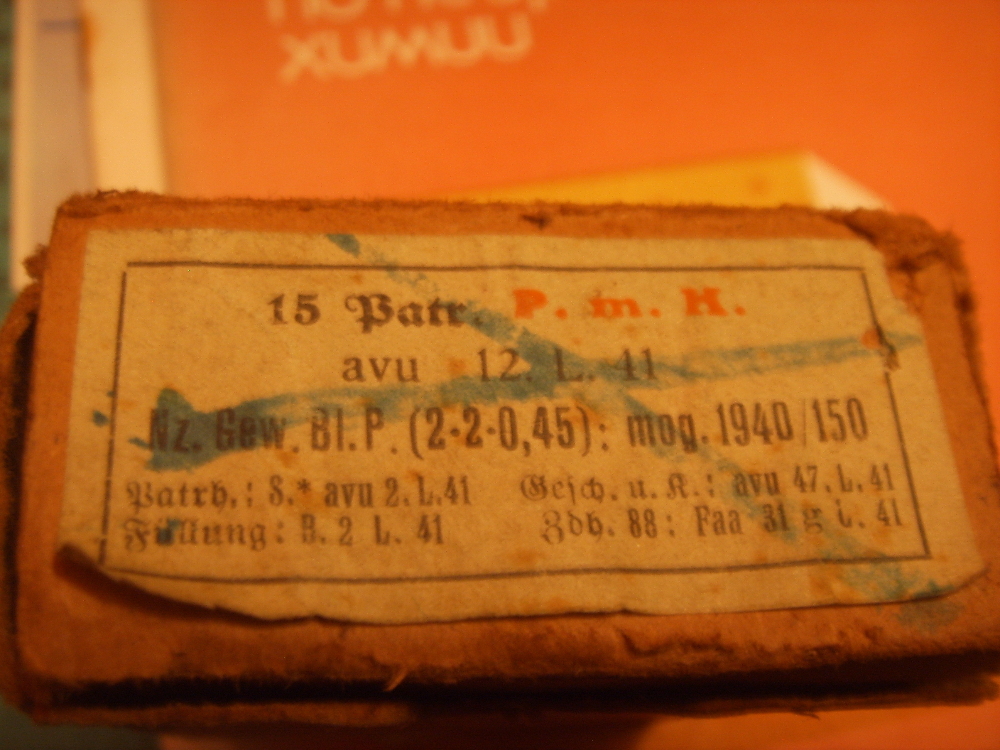 химии
15 Patr. P. m. K.
avu 12. L. 41
Nz. Gew. Bl. P. (2·2·0,45): mog. 1940/150
Patrh.: S.* avu 2. L. 41 Gesch. u. K.: avu 47. L. 41
Füllung: B. 2 L. 41 Zdh. 88: Faa 31 g L. 41